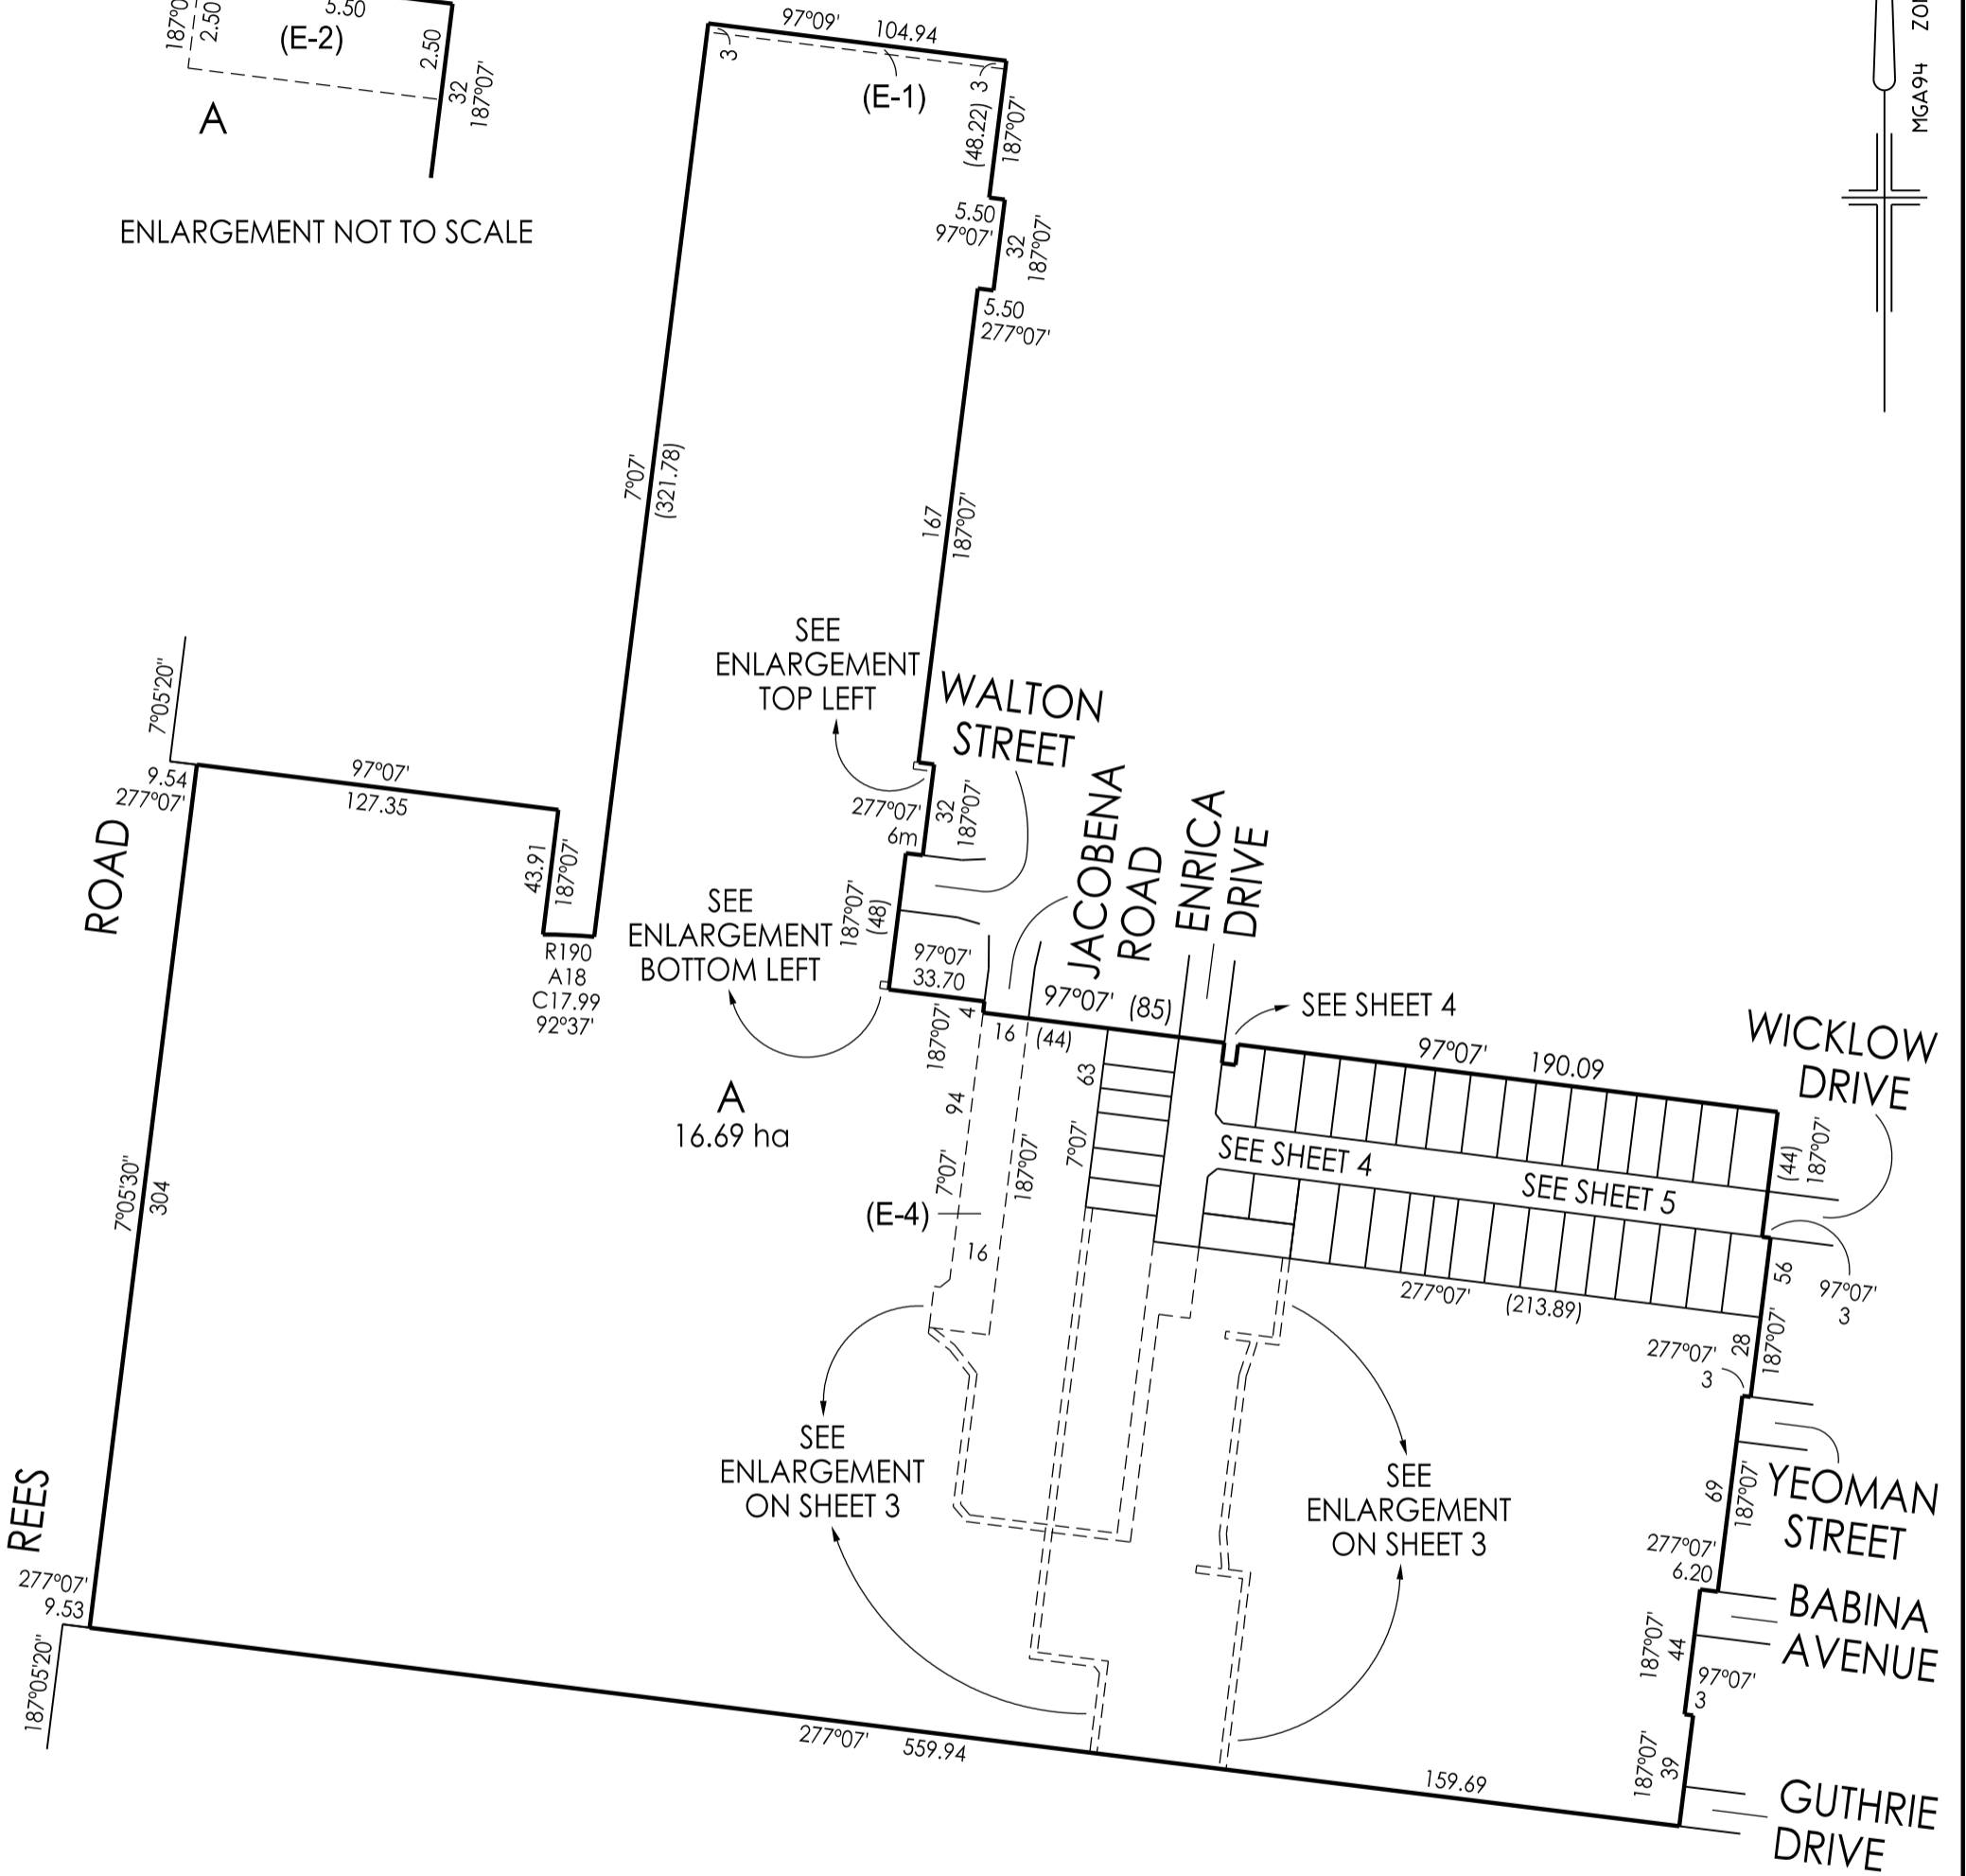 5.50
2.50
(E-2)
2.50
32
187°07'
A
ENLARGEMENT NOT TO SCALE
97°09' 104.94
3
3
(E-1)
(48.22)
187°07'
5.50
97°07'
32
187°07'
5.50
277°07'
MGA94
7°07'
(321.78)
167
187°07'
SEE
ENLARGEMENT
TOP LEFT
WALTON
STREET
7°05'20"
9.54
277°07'
97°07'
127.35
ROAD
43.91
187°07'
R190
A18
C17.99
92°37'
277°07'
6m
32
187°07'
JACOBENA
ROAD
ENRICA
DRIVE
SEE
ENLARGEMENT
BOTTOM LEFT
187°07'
(48)
97°07'
33.70
97°07' (85)
SEE SHEET 4
187°07'
4
16 (44)
97°07' 190.09
WICKLOW
DRIVE
A
16.69 ha
94
7°07'
187°07'
63
7°07'
(E-4)
16
SEE SHEET 4
SEE SHEET 5
(44)
187°07'
277°07' (213.89)
56
187°07'
97°07'
3
28
277°07'
3
7°05'30"
304
SEE
ENLARGEMENT
ON SHEET 3
SEE
ENLARGEMENT
ON SHEET 3
69
187°07'
YEOMAN
STREET
277°07'
6.20
BABINA
AVENUE
REES
277°07'
9.53
187°05'20"
187°07'
44
97°07'
3
187°07'
39
277°07' 559.94
159.69
GUTHRIE
DRIVE